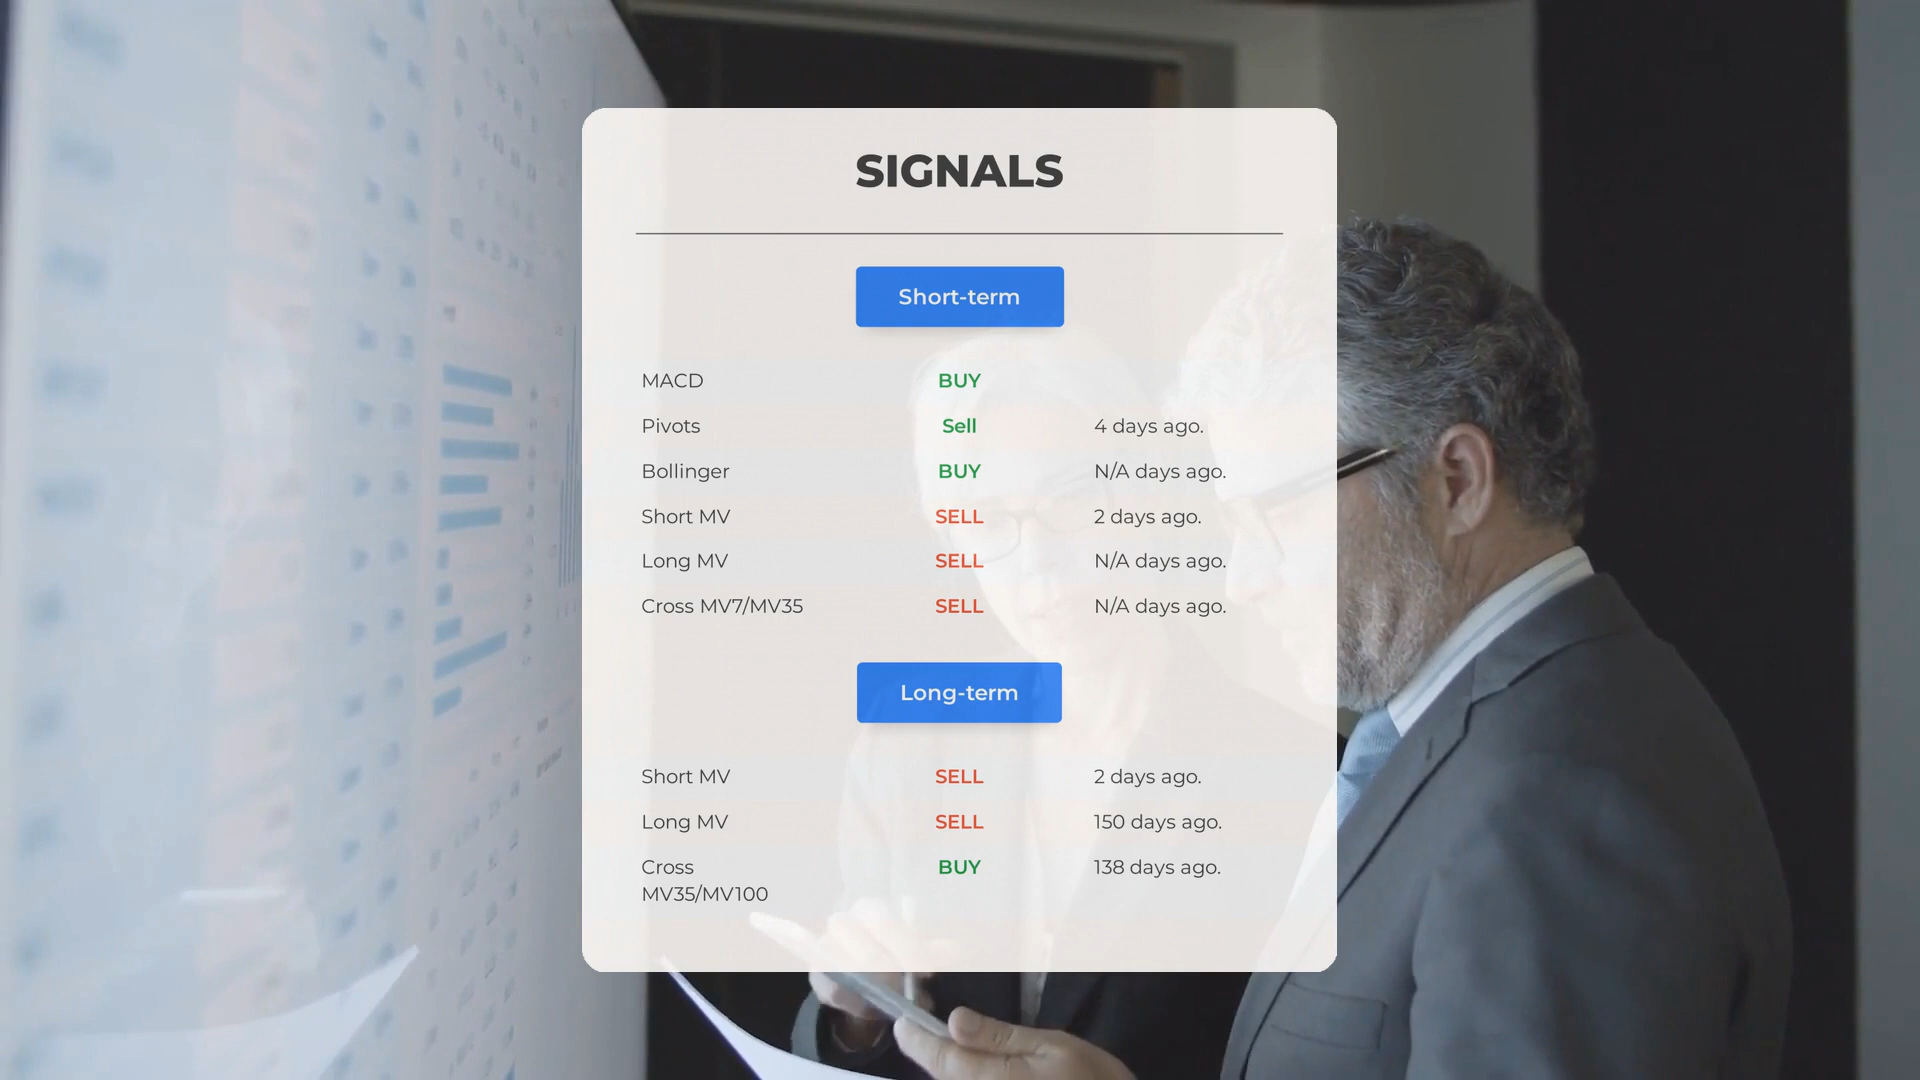 SIGNALS
Short-term
MACD BUY
Pivots Sell 4 days ago.
Bollinger BUY N/A days ago.
Short MV SELL 2 days ago.
Long MV SELL N/A days ago.
Cross MV7/MV35 SELL N/A days ago.
Long-term
Short MV SELL 2 days ago.
Long MV SELL 150 days ago.
Cross BUY 138 days ago.
MV35/MV100